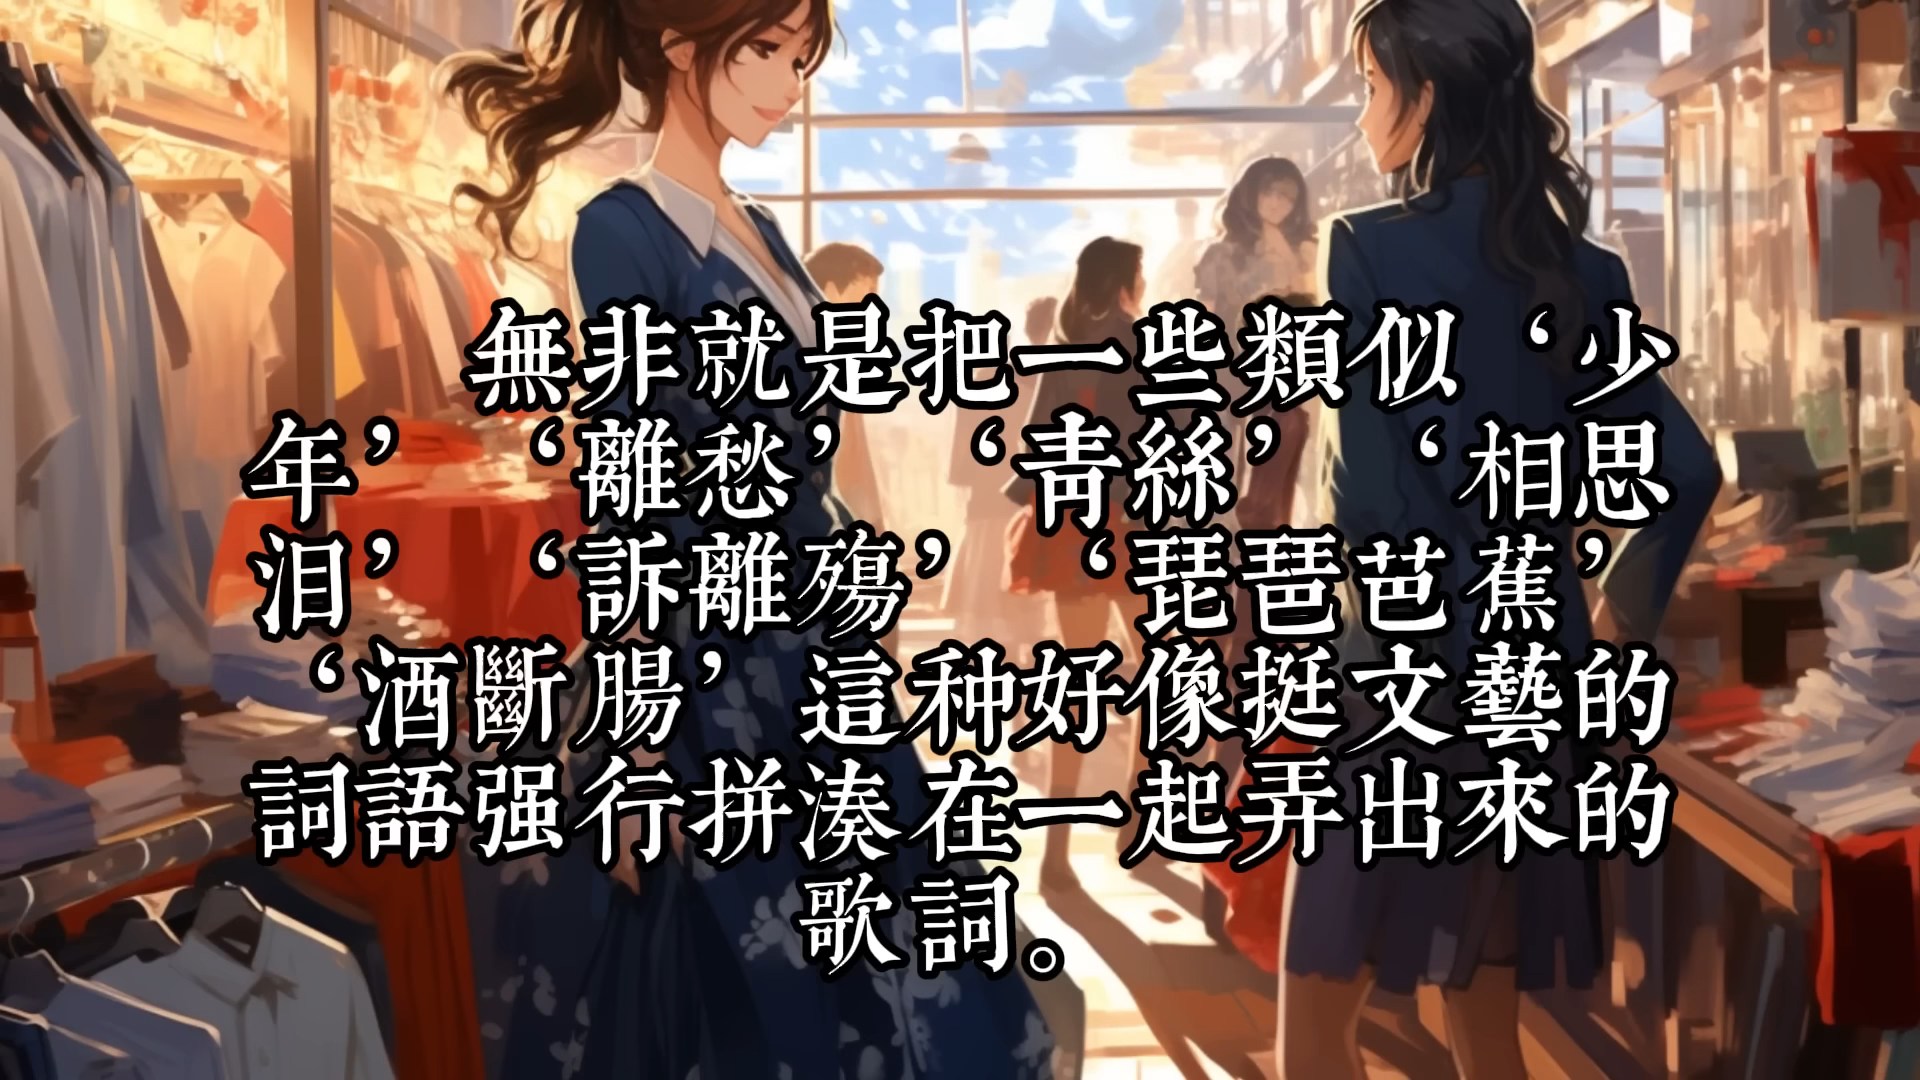 無非就是把一些類似‘少
年’ ‘離愁’ ‘青絲’ ‘相思
泪’ ‘訴離殤’ ‘琵琶芭蕉’
‘酒斷腸’這种好像挺文藝的
詞語强行拼湊在一起弄出來的
歌詞。